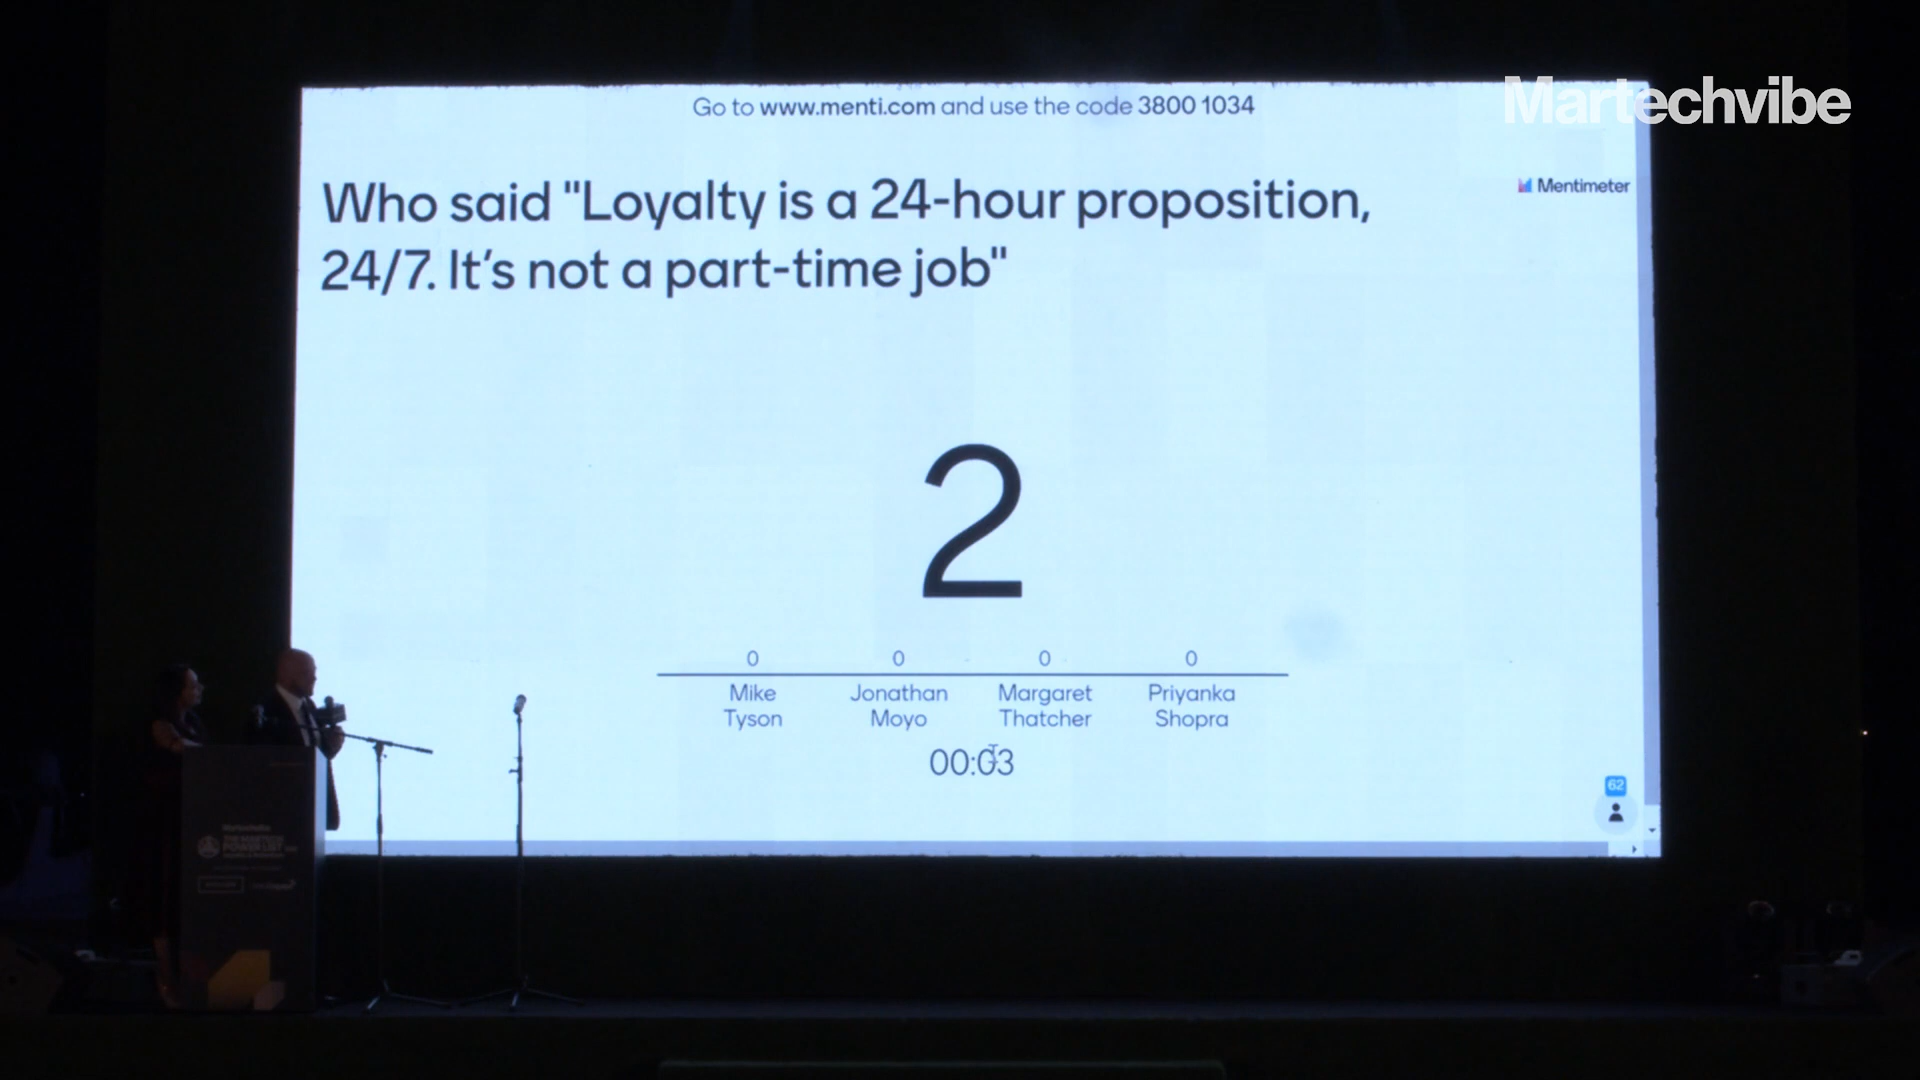 Martechvibe
Go to www.menti.com and use the code 3800 1034
Mentimeter
Who said "Loyalty is a 24-hour proposition,
24/7. It's not a part-time job"
2
0 0 0 0
Mike Jonathan Margaret Priyanka
Tyson Moyo Thatcher Shopra
00:03
62